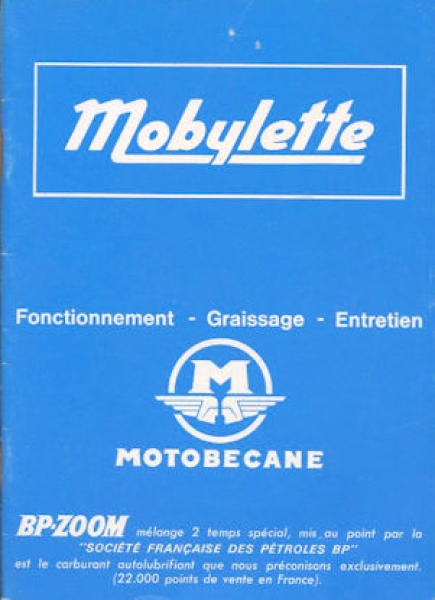 Mobylette
Fonctionnement - Graissage - Entretien
M
MOTOBECANE
BP-ZOOM mélange 2 temps spécial, mis au point par la
"SOCIÉTÉ FRANÇAISE DES PÉTROLES BP"
est le carburant autolubrifiant que nous préconisons exclusivement.
(22.000 points de vente en France).